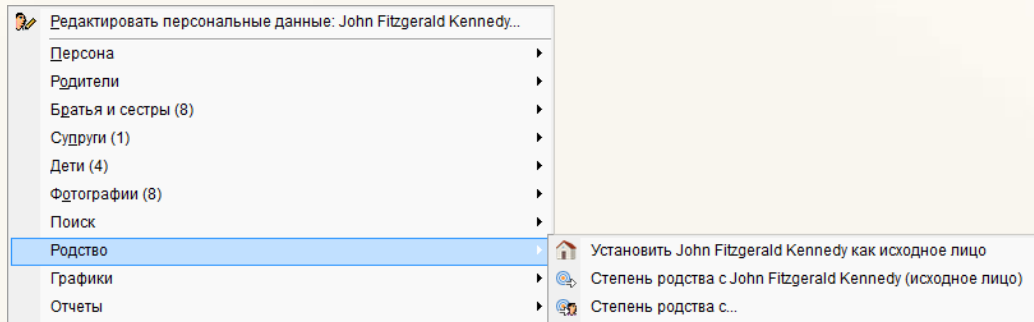 Редактировать персональные данные: John Fitzgerald Kennedy...
Персона
Родители
Братья и сестры (8)
Супруги (1)
Дети (4)
Фотографии (8)
Поиск
Родство
Установить John Fitzgerald Kennedy как исходное лицо
Графики
Степень родства с John Fitzgerald Kennedy (исходное лицо)
Отчеты
Степень родства с...